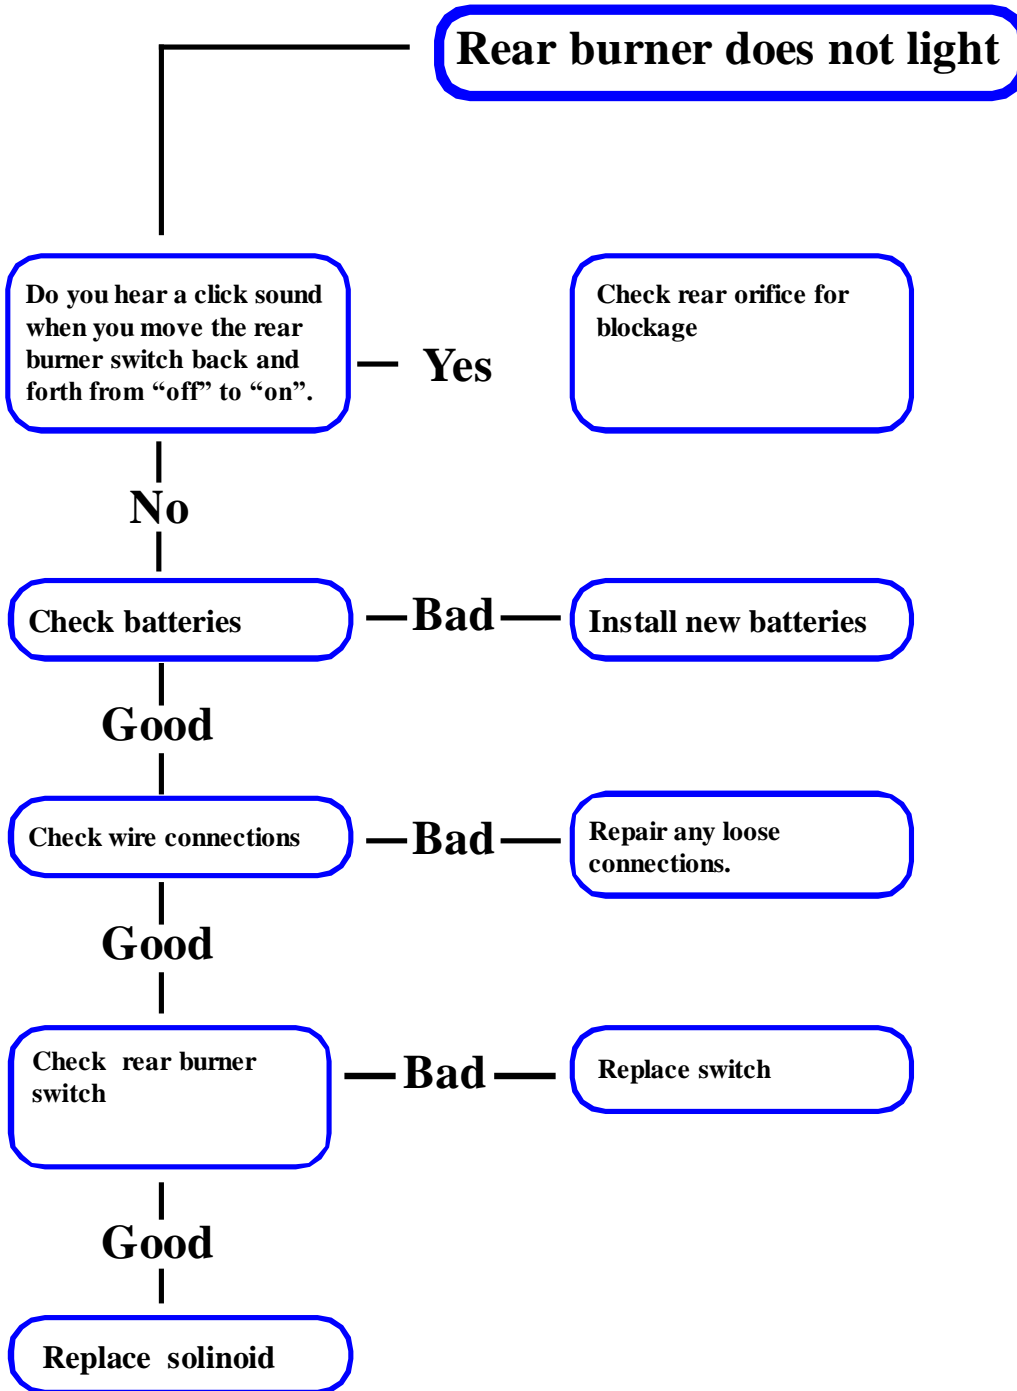 Rear burner does not light
Do you hear a click sound
when you move the rear
burner switch back and
forth from “off” to “on”.
Yes
Check rear orifice for
blockage
No
Check batteries
Bad
Install new batteries
Good
Check wire connections
Bad
Repair any loose
connections.
Good
Check rear burner
switch
Bad
Replace switch
Good
Replace solinoid